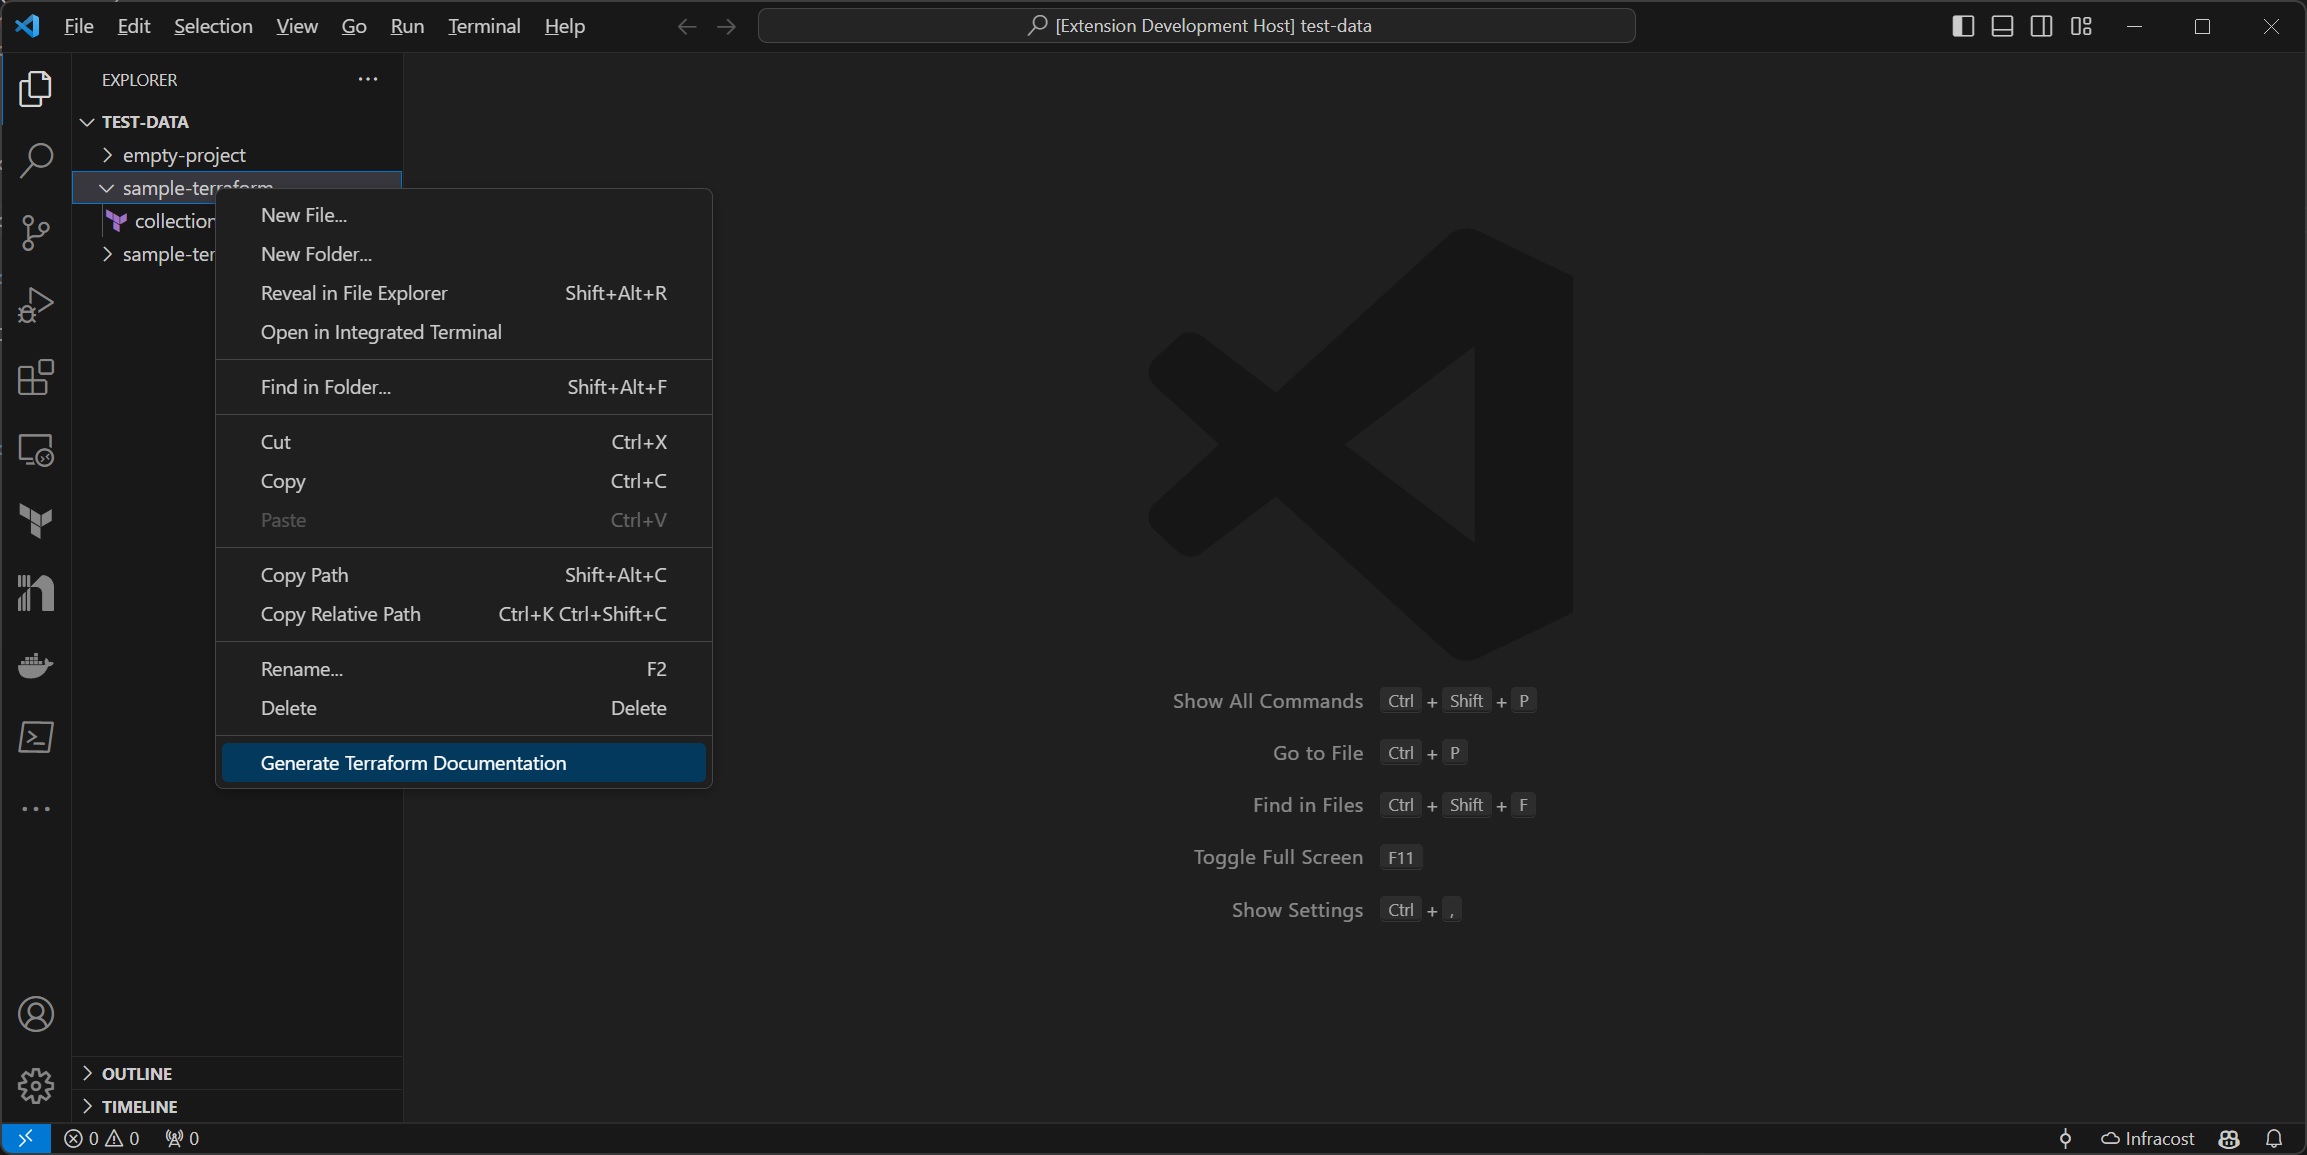 File Edit Selection View Go Run Terminal Help
[Extension Development Host] test-data
EXPLORER
TEST-DATA
empty-project
sample-terraform
collection
sample-ter
New File...
New Folder...
Reveal in File Explorer Shift+Alt+R
Open in Integrated Terminal
Find in Folder... Shift+Alt+F
Cut Ctrl+X
Copy Ctrl+C
Paste Ctrl+V
Copy Path Shift+Alt+C
Copy Relative Path Ctrl+K Ctrl+Shift+C
Rename... F2
Delete Delete
Generate Terraform Documentation
Show All Commands Ctrl + Shift + P
Go to File Ctrl + P
Find in Files Ctrl + Shift + F
Toggle Full Screen F11
Show Settings Ctrl + ,
OUTLINE
TIMELINE
0 0 0
Infracost